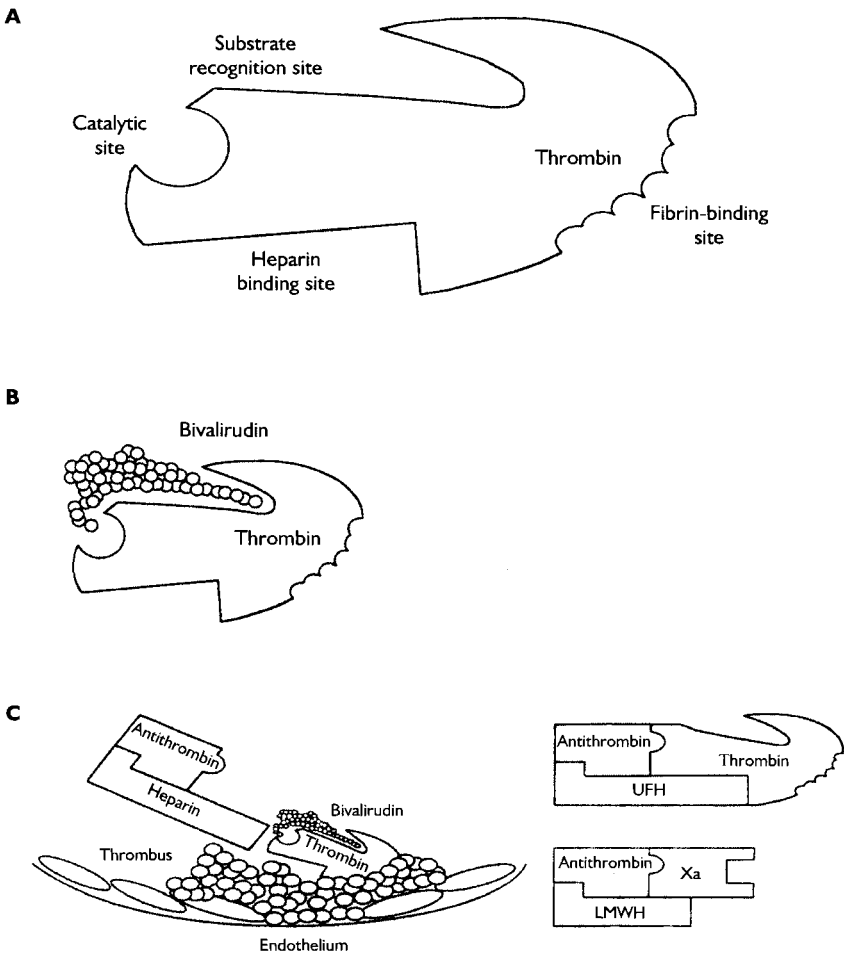 A
Substrate
recognition site
Catalytic
site
Thrombin
Fibrin-binding
site
Heparin
binding site
B
Bivalirudin
Thrombin
C
Antithrombin
Heparin
Bivalirudin
Thrombin
Thrombus
Endothelium
Antithrombin
Thrombin
UFH
Antithrombin
Xa
LMWH